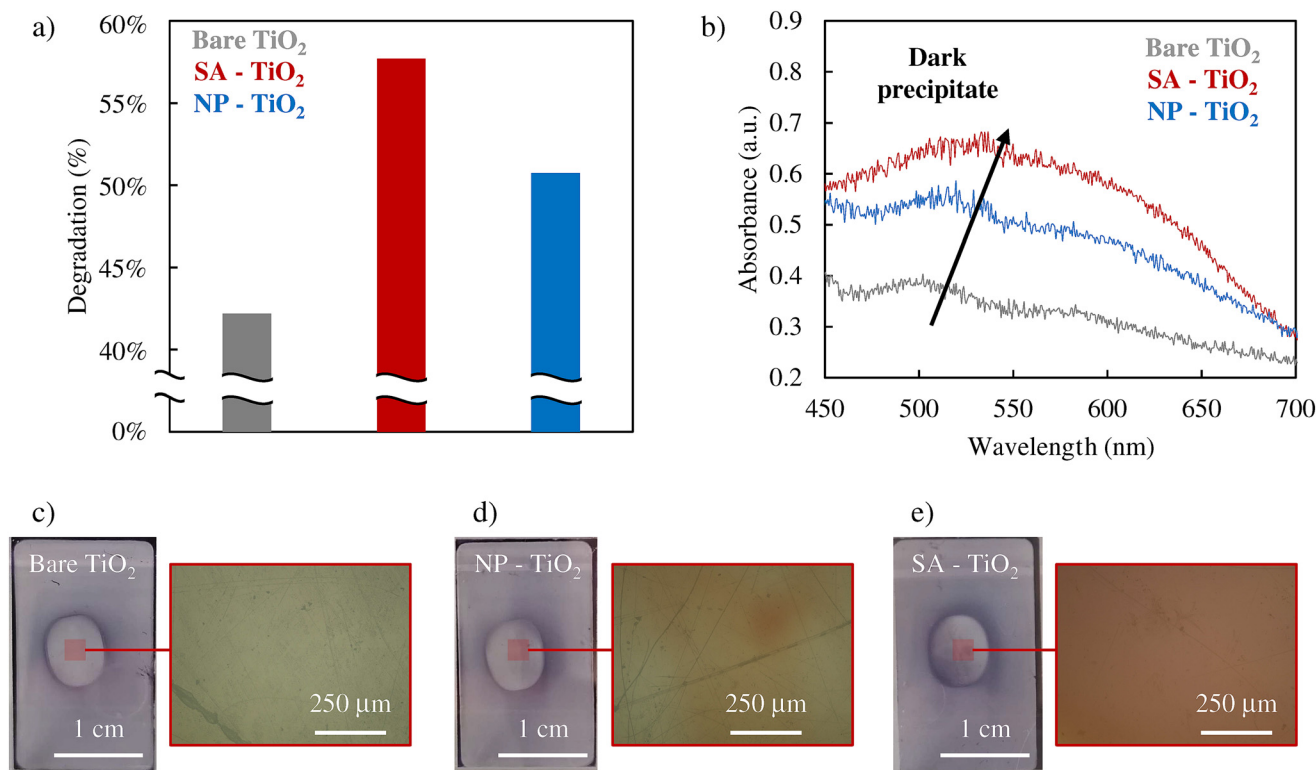 a)
60%
55%
50%
45%
40%
0%
Degradation (%)
Bare TiO₂
SA - TiO₂
NP - TiO₂
b)
0.9
0.8
0.7
0.6
0.5
0.4
0.3
0.2
Absorbance (a.u.)
Dark
precipitate
Bare TiO₂
SA - TiO₂
NP - TiO₂
450 500 550 600 650 700
Wavelength (nm)
c)
Bare TiO₂
1 cm
250 µm
d)
NP - TiO₂
1 cm
250 µm
e)
SA - TiO₂
1 cm
250 µm